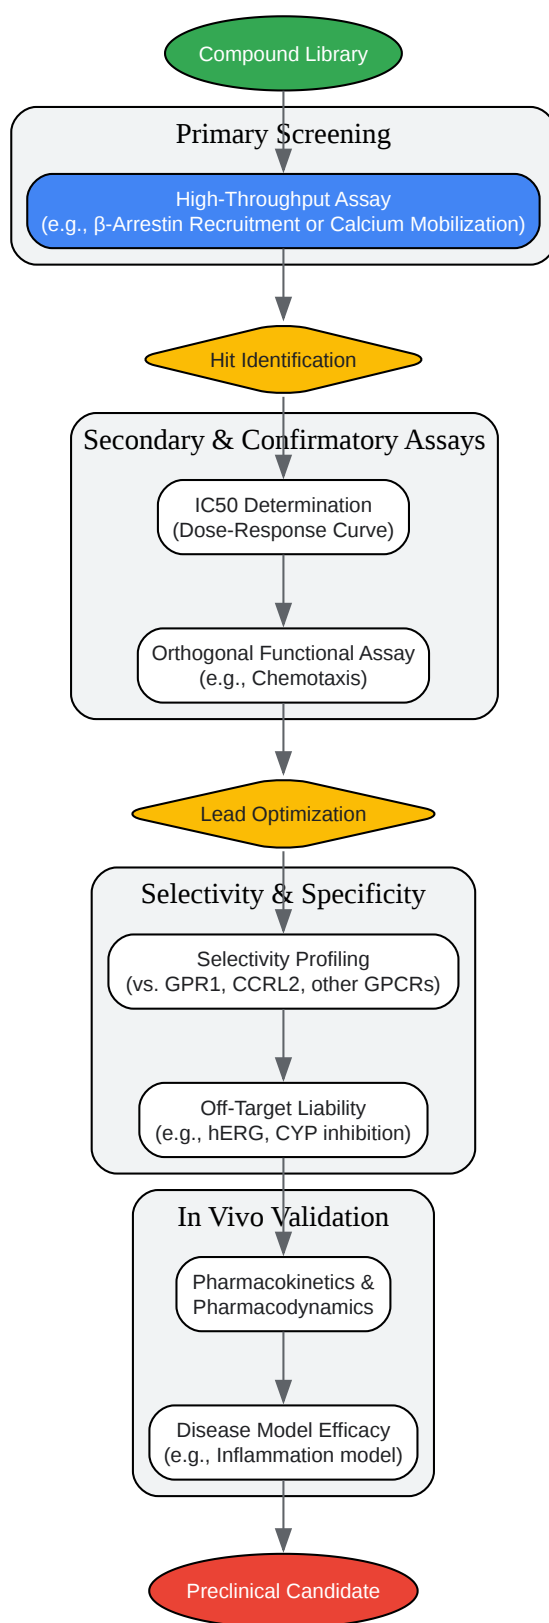 Compound Library
Primary Screening
High-Throughput Assay
(e.g., β-Arrestin Recruitment or Calcium Mobilization)
Hit Identification
Secondary & Confirmatory Assays
IC50 Determination
(Dose-Response Curve)
Orthogonal Functional Assay
(e.g., Chemotaxis)
Lead Optimization
Selectivity & Specificity
Selectivity Profiling
(vs. GPR1, CCRL2, other GPCRs)
Off-Target Liability
(e.g., hERG, CYP inhibition)
In Vivo Validation
Pharmacokinetics &
Pharmacodynamics
Disease Model Efficacy
(e.g., Inflammation model)
Preclinical Candidate